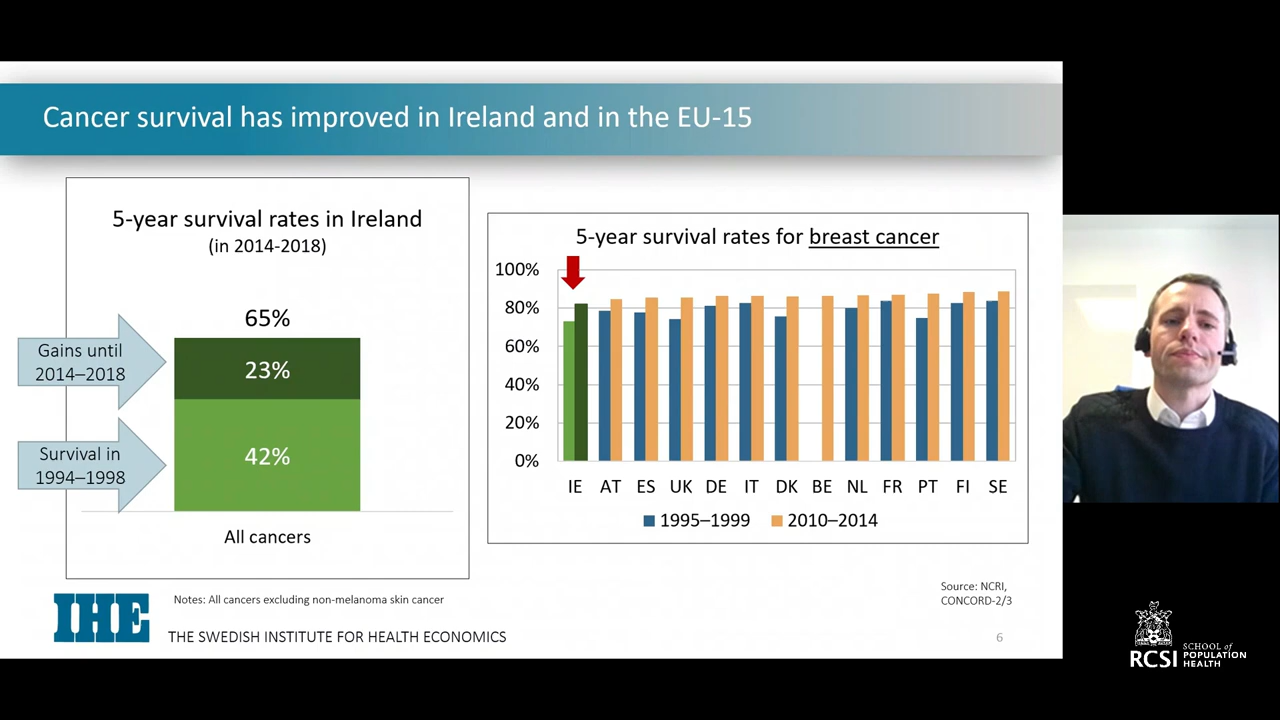 Cancer survival has improved in Ireland and in the EU-15
5-year survival rates in Ireland
(in 2014-2018)
65%
Gains until
2014–2018
23%
Survival in
1994–1998
42%
All cancers
5-year survival rates for breast cancer
100%
80%
60%
40%
20%
0%
IE AT ES UK DE IT DK BE NL FR PT FI SE
1995–1999 2010–2014
Source: NCRI,
CONCORD-2/3
Notes: All cancers excluding non-melanoma skin cancer
IHE
THE SWEDISH INSTITUTE FOR HEALTH ECONOMICS
6
RCSI
SCHOOL of
POPULATION
HEALTH